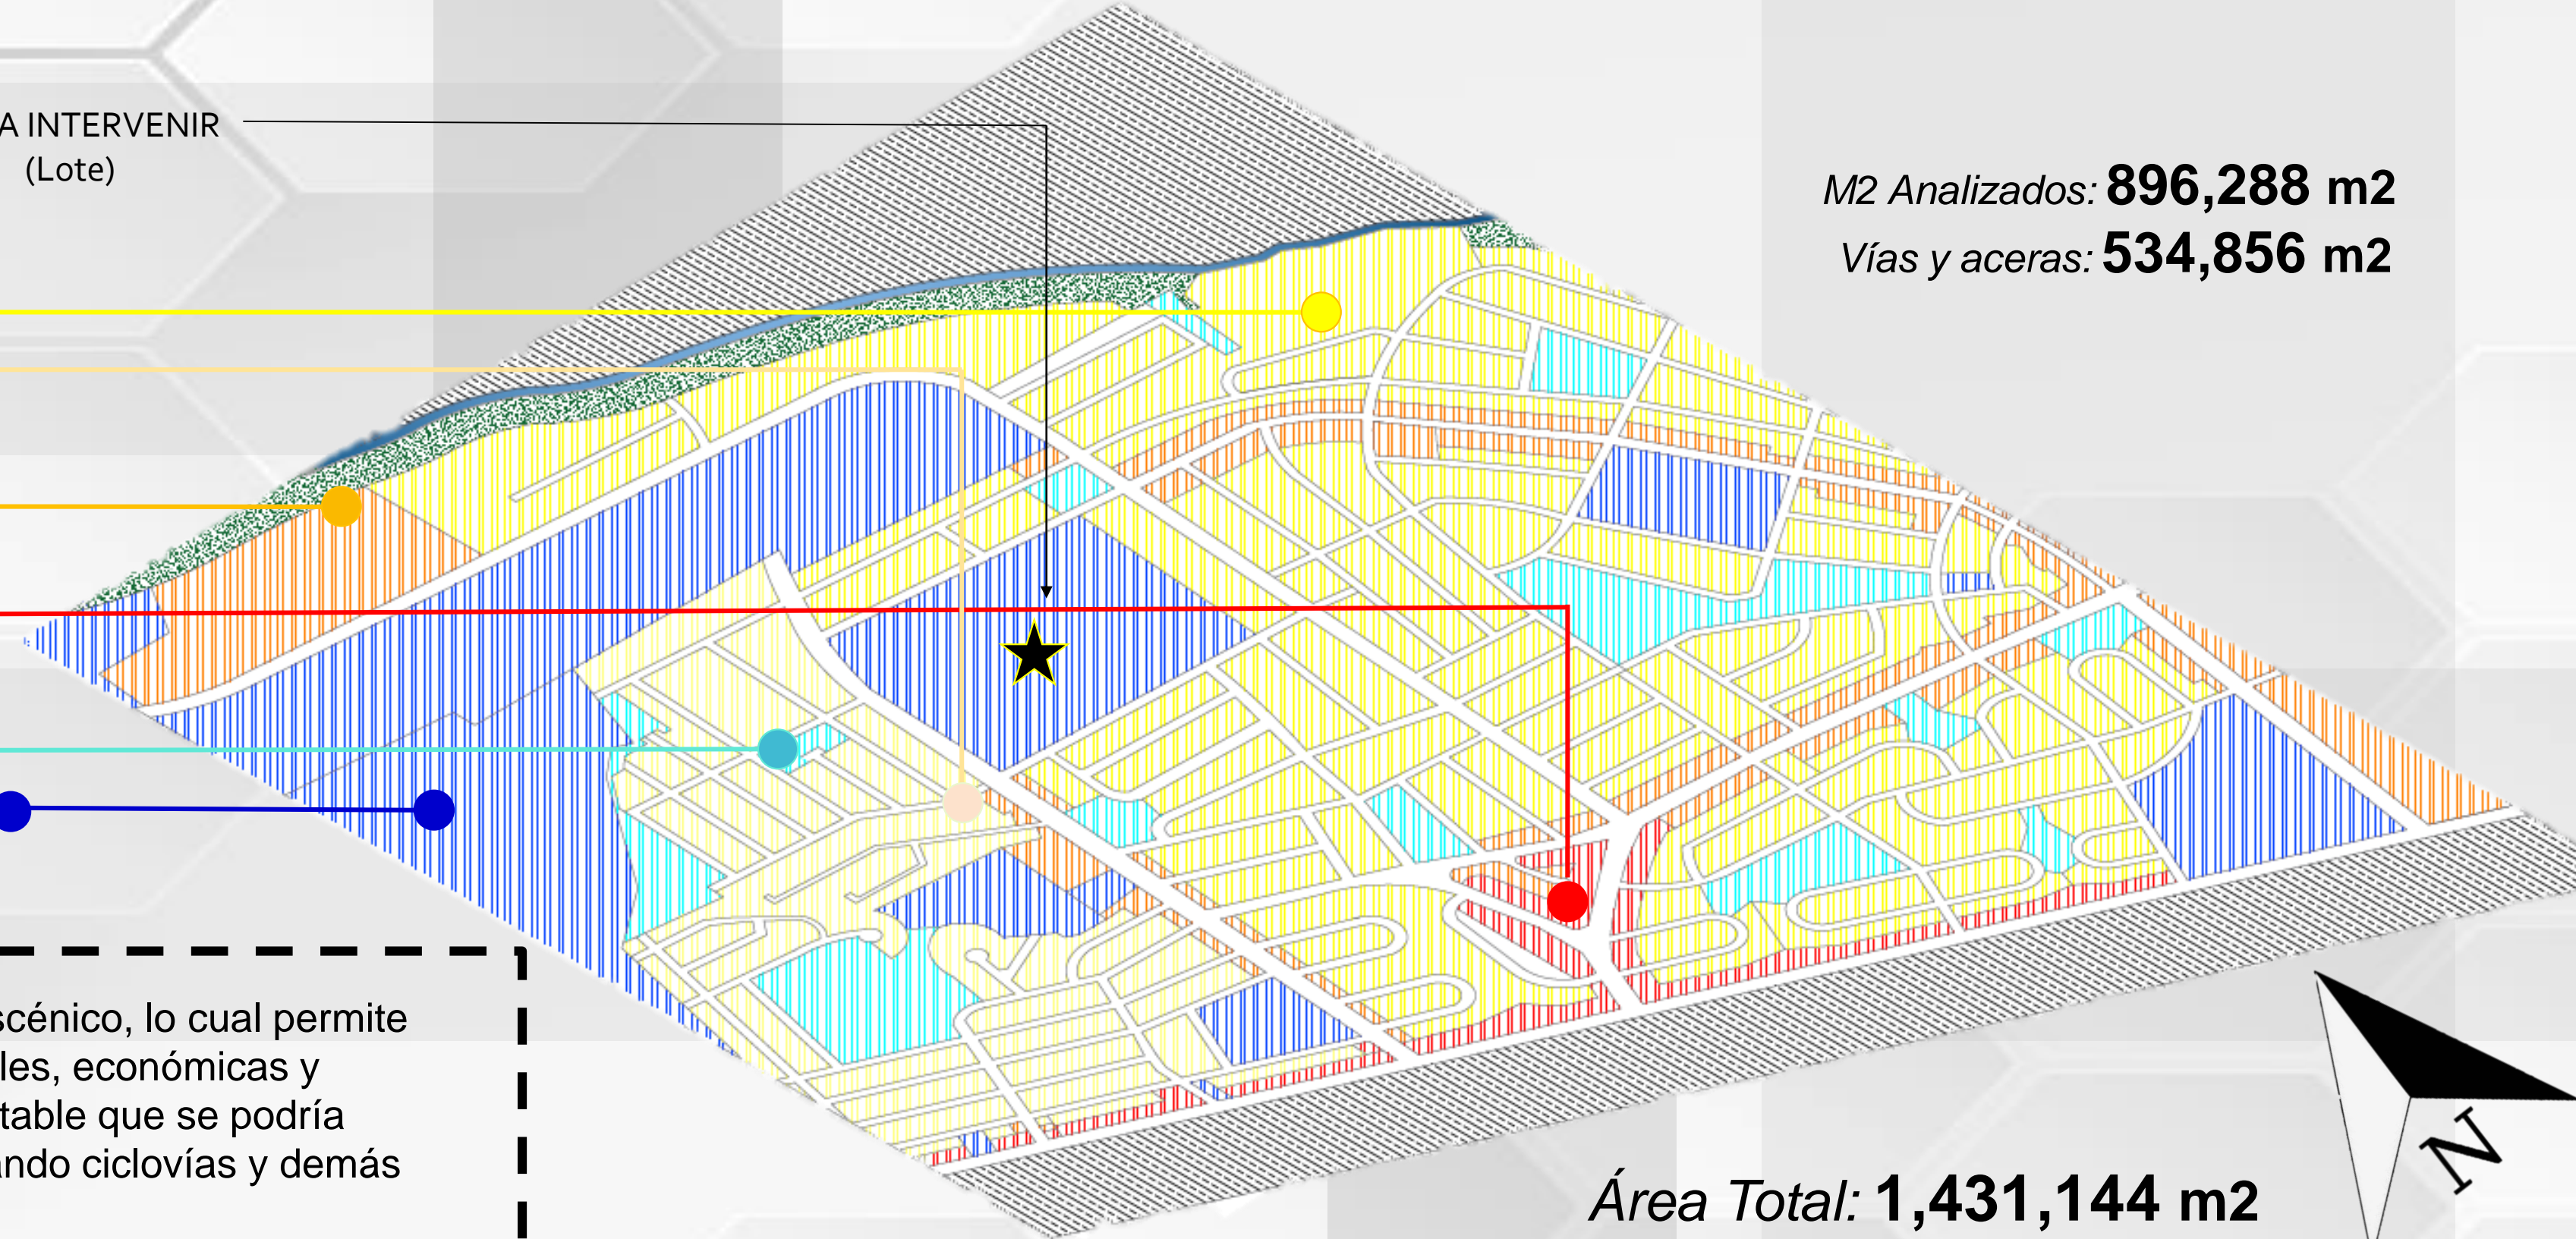 A INTERVENIR
(Lote)
M2 Analizados: 896,288 m2
Vías y aceras: 534,856 m2
scénico, lo cual permite
les, económicas y
table que se podría
ando ciclovías y demás
Área Total: 1,431,144 m2
N